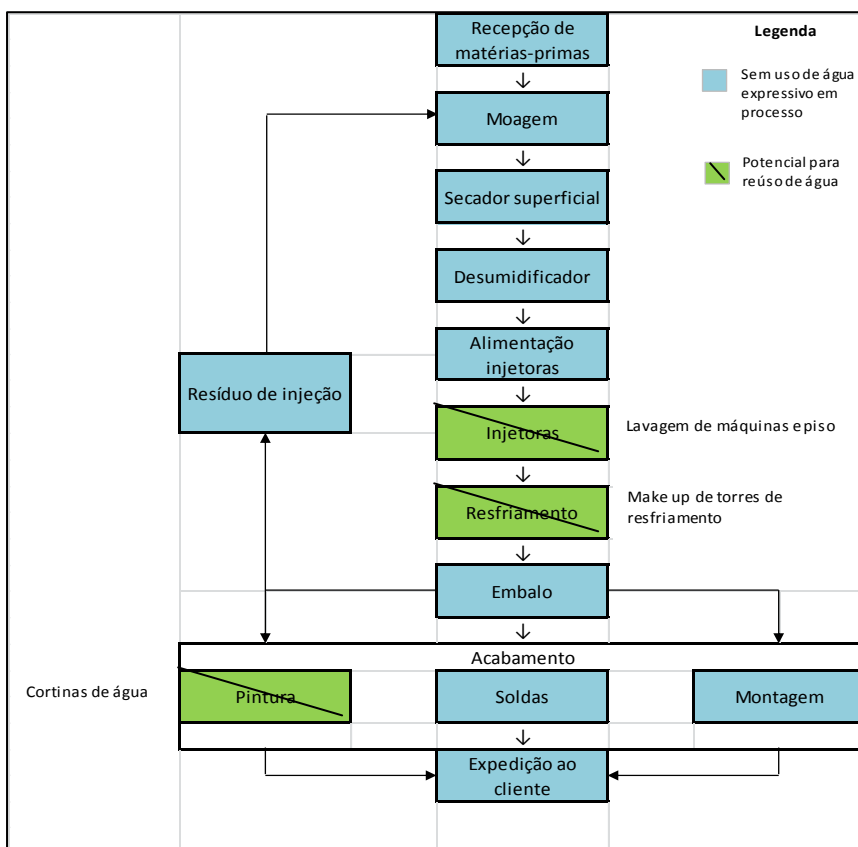 Recepção de
matérias-primas
Legenda
Sem uso de água
expressivo em
processo
Moagem
Potencial para
reúso de água
Secador superficial
Desumidificador
Alimentação
injetoras
Resíduo de injeção
Injetoras
Lavagem de máquinas e piso
Resfriamento
Make up de torres de
resfriamento
Embalo
Acabamento
Cortinas de água
Pintura
Soldas
Montagem
Expedição ao
cliente